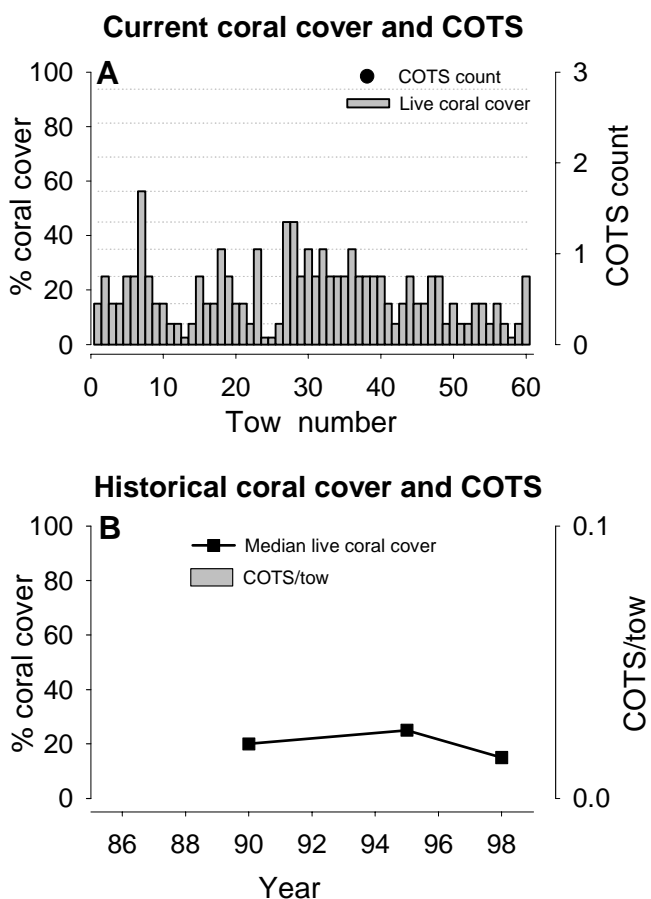 Current coral cover and COTS
A
COTS count
Live coral cover
100
80
60
40
20
0
% coral cover
3
2
1
0
COTS count
0 10 20 30 40 50 60
Tow number
Historical coral cover and COTS
B
Median live coral cover
COTS/tow
100
80
60
40
20
0
% coral cover
0.1
0.0
COTS/tow
86 88 90 92 94 96 98
Year